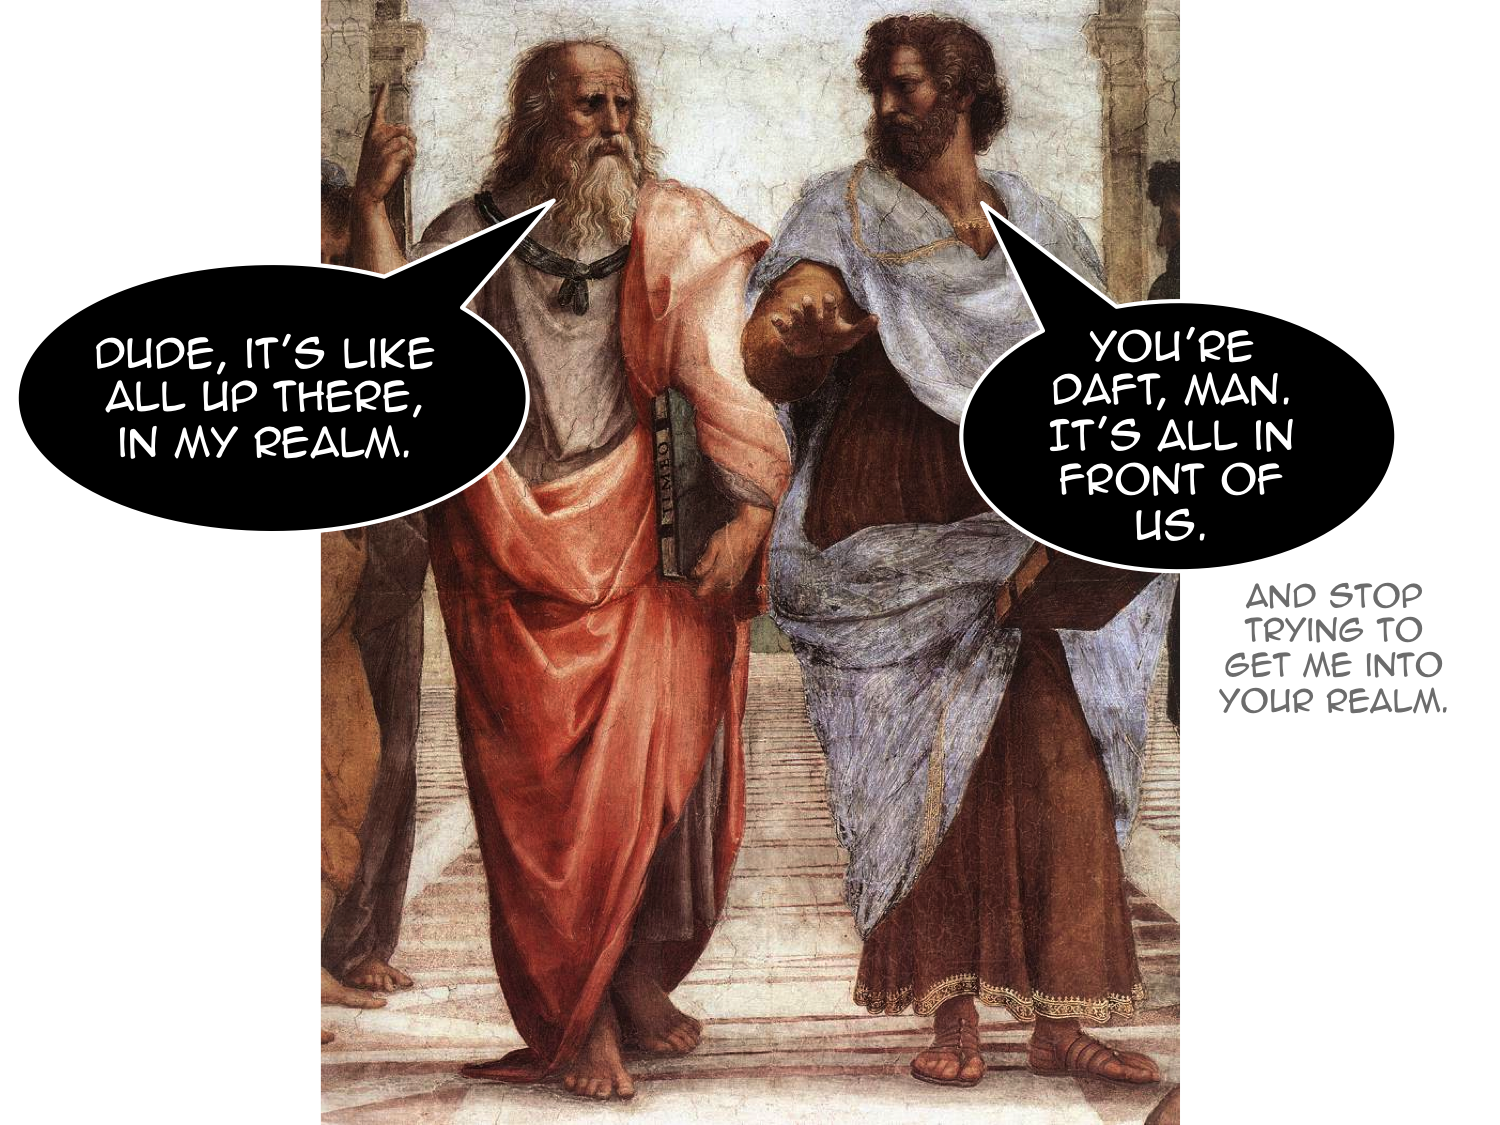 DUDE, IT'S LIKE
ALL UP THERE,
IN MY REALM.
YOU'RE
DAFT, MAN.
IT'S ALL IN
FRONT OF
US.
AND STOP
TRYING TO
GET ME INTO
YOUR REALM.
TIMEO